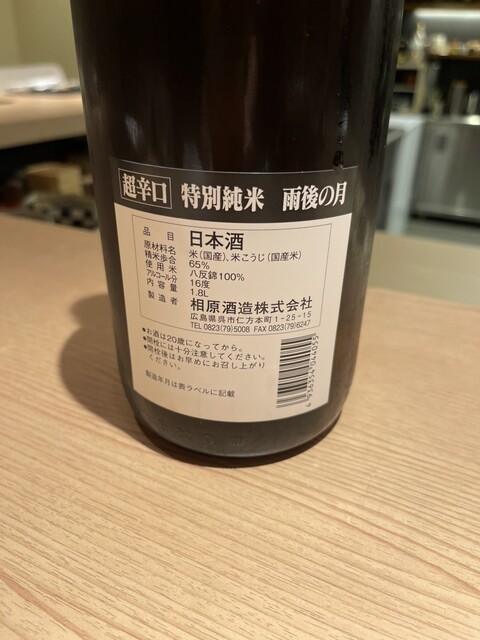 超辛口 特別純米 雨後の月
品目 日本酒
原材料名 米(国産)、米こうじ(国産米)
精米歩合 65%
使用米 八反錦100%
アルコール分 16度
内容量 1.8L
製造者 相原酒造株式会社
広島県呉市仁方本町1-25-15
TEL 0823(79)5008 FAX 0823(79)6247
●お酒は20歳になってから。
●開栓には十分注意してください。
●開栓後はお早めにお召し上がりください。
製造年月は表ラベルに記載
4 936354 044055